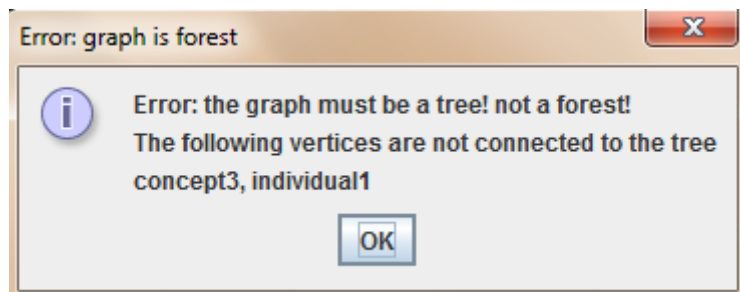 Error: graph is forest
Error: the graph must be a tree! not a forest!
The following vertices are not connected to the tree
concept3, individual1
OK